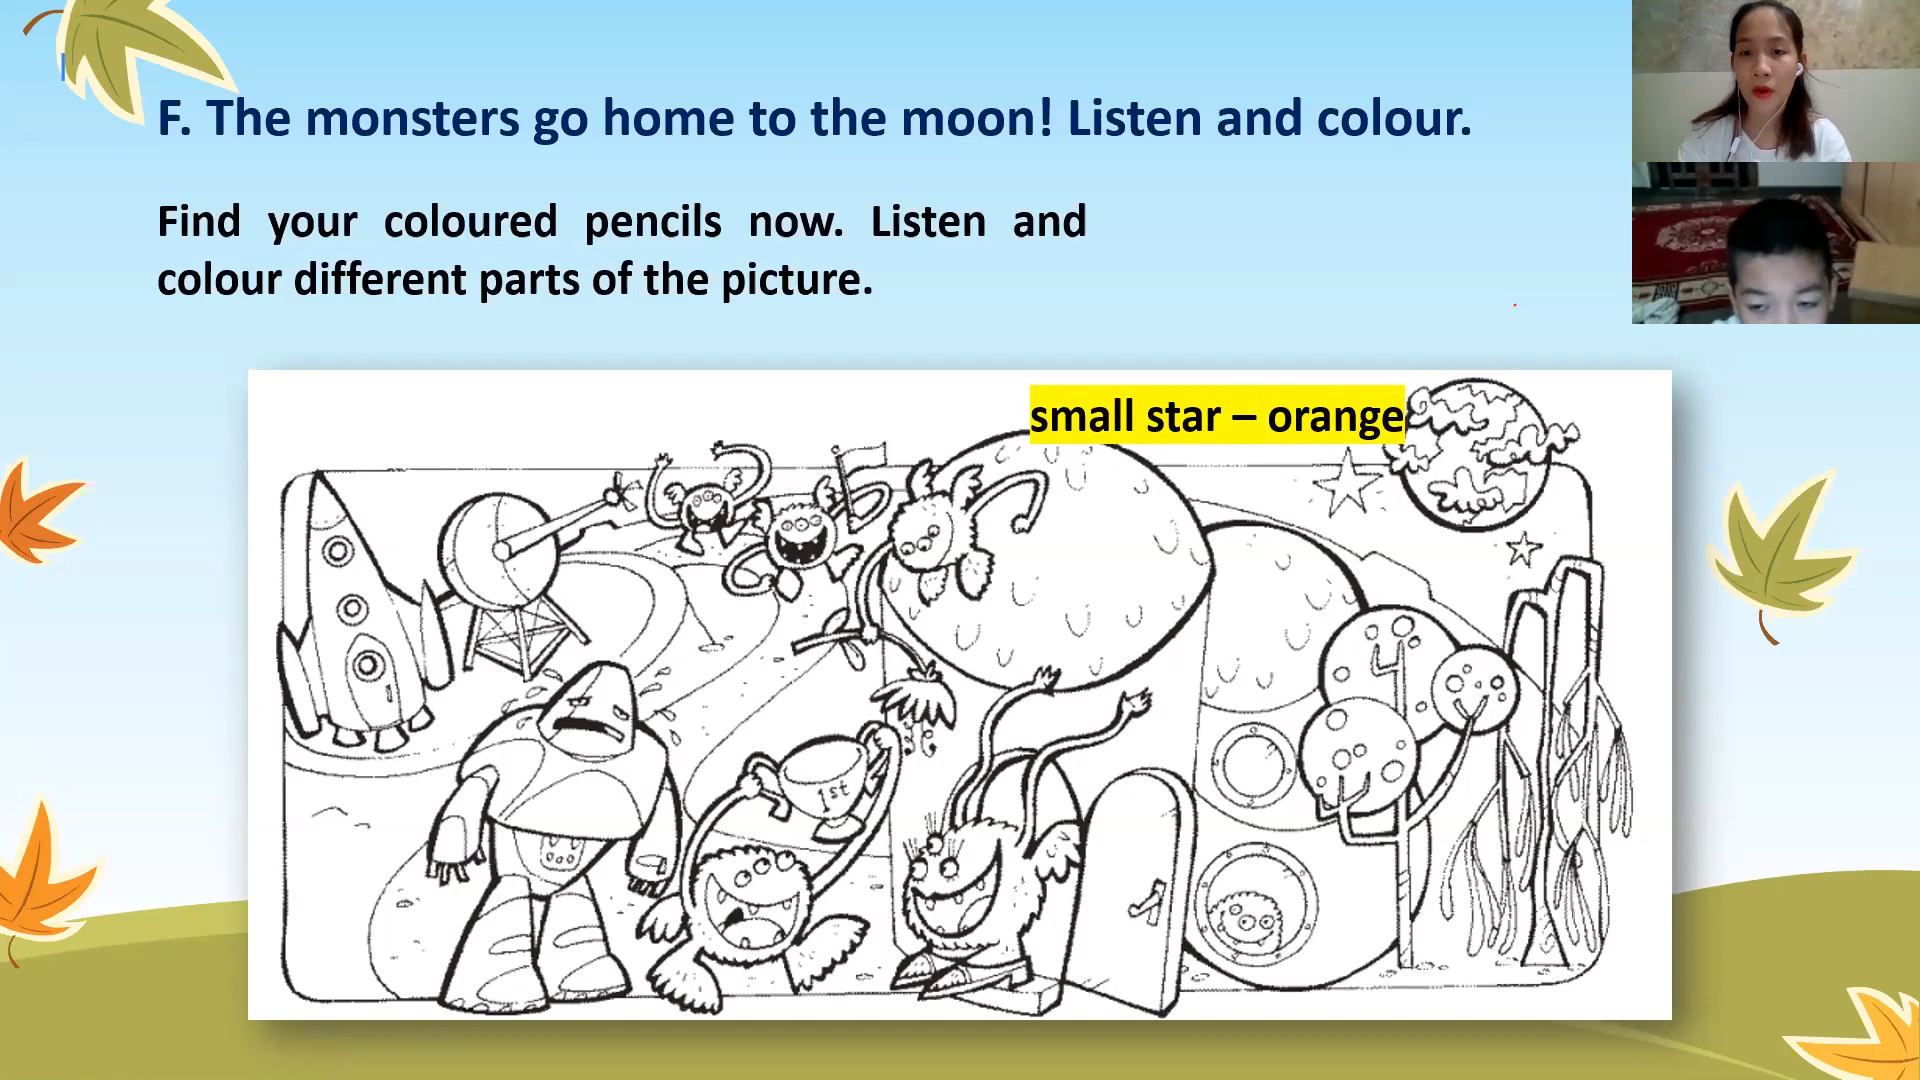 F. The monsters go home to the moon! Listen and colour.
Find your coloured pencils now. Listen and
colour different parts of the picture.
small star – orange
1st